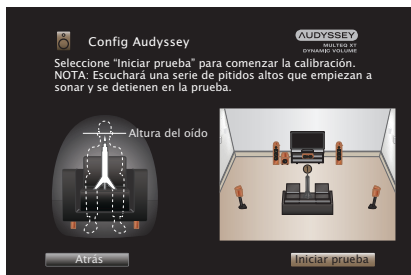 Config Audyssey
AUDYSSEY
MULTEQ XT
DYNAMIC VOLUME
Seleccione “Iniciar prueba” para comenzar la calibración.
NOTA: Escuchará una serie de pitidos altos que empiezan a
sonar y se detienen en la prueba.
Altura del oído
Atrás
Iniciar prueba